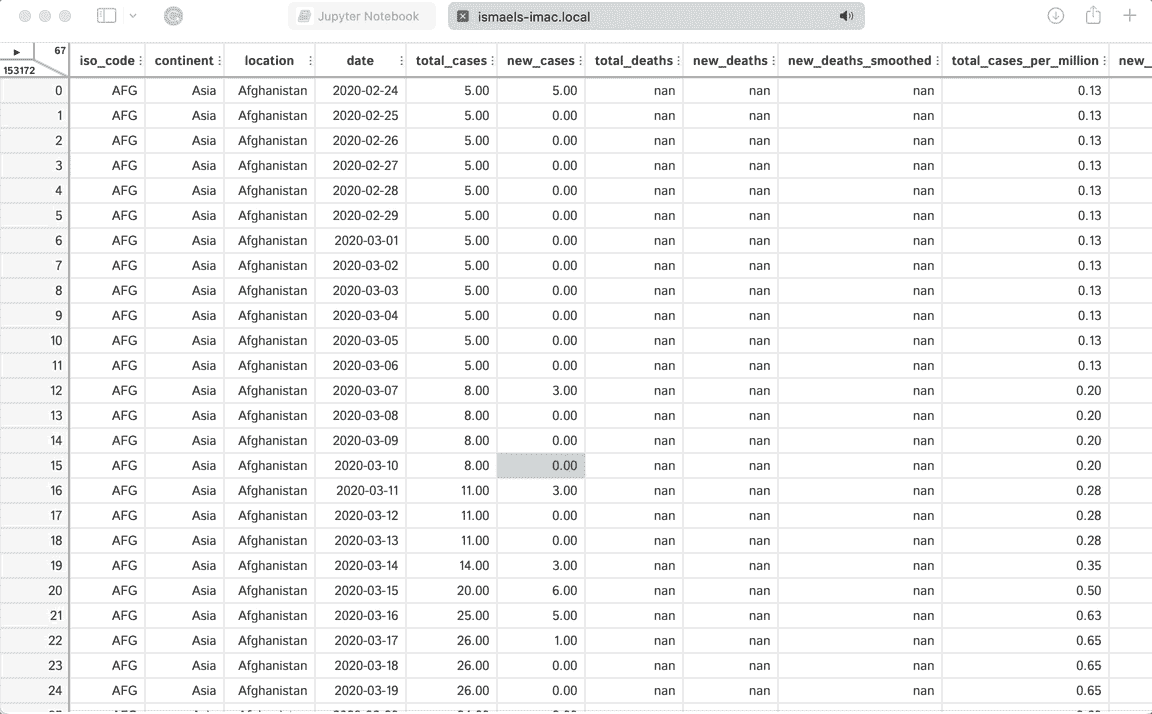 Jupyter Notebook ismaels-imac.local
67
153172
iso_code continent location date total_cases new_cases total_deaths new_deaths new_deaths_smoothed total_cases_per_million new_
0 AFG Asia Afghanistan 2020-02-24 5.00 5.00 nan nan nan 0.13
1 AFG Asia Afghanistan 2020-02-25 5.00 0.00 nan nan nan 0.13
2 AFG Asia Afghanistan 2020-02-26 5.00 0.00 nan nan nan 0.13
3 AFG Asia Afghanistan 2020-02-27 5.00 0.00 nan nan nan 0.13
4 AFG Asia Afghanistan 2020-02-28 5.00 0.00 nan nan nan 0.13
5 AFG Asia Afghanistan 2020-02-29 5.00 0.00 nan nan nan 0.13
6 AFG Asia Afghanistan 2020-03-01 5.00 0.00 nan nan nan 0.13
7 AFG Asia Afghanistan 2020-03-02 5.00 0.00 nan nan nan 0.13
8 AFG Asia Afghanistan 2020-03-03 5.00 0.00 nan nan nan 0.13
9 AFG Asia Afghanistan 2020-03-04 5.00 0.00 nan nan nan 0.13
10 AFG Asia Afghanistan 2020-03-05 5.00 0.00 nan nan nan 0.13
11 AFG Asia Afghanistan 2020-03-06 5.00 0.00 nan nan nan 0.13
12 AFG Asia Afghanistan 2020-03-07 8.00 3.00 nan nan nan 0.20
13 AFG Asia Afghanistan 2020-03-08 8.00 0.00 nan nan nan 0.20
14 AFG Asia Afghanistan 2020-03-09 8.00 0.00 nan nan nan 0.20
15 AFG Asia Afghanistan 2020-03-10 8.00 0.00 nan nan nan 0.20
16 AFG Asia Afghanistan 2020-03-11 11.00 3.00 nan nan nan 0.28
17 AFG Asia Afghanistan 2020-03-12 11.00 0.00 nan nan nan 0.28
18 AFG Asia Afghanistan 2020-03-13 11.00 0.00 nan nan nan 0.28
19 AFG Asia Afghanistan 2020-03-14 14.00 3.00 nan nan nan 0.35
20 AFG Asia Afghanistan 2020-03-15 20.00 6.00 nan nan nan 0.50
21 AFG Asia Afghanistan 2020-03-16 25.00 5.00 nan nan nan 0.63
22 AFG Asia Afghanistan 2020-03-17 26.00 1.00 nan nan nan 0.65
23 AFG Asia Afghanistan 2020-03-18 26.00 0.00 nan nan nan 0.65
24 AFG Asia Afghanistan 2020-03-19 26.00 0.00 nan nan nan 0.65